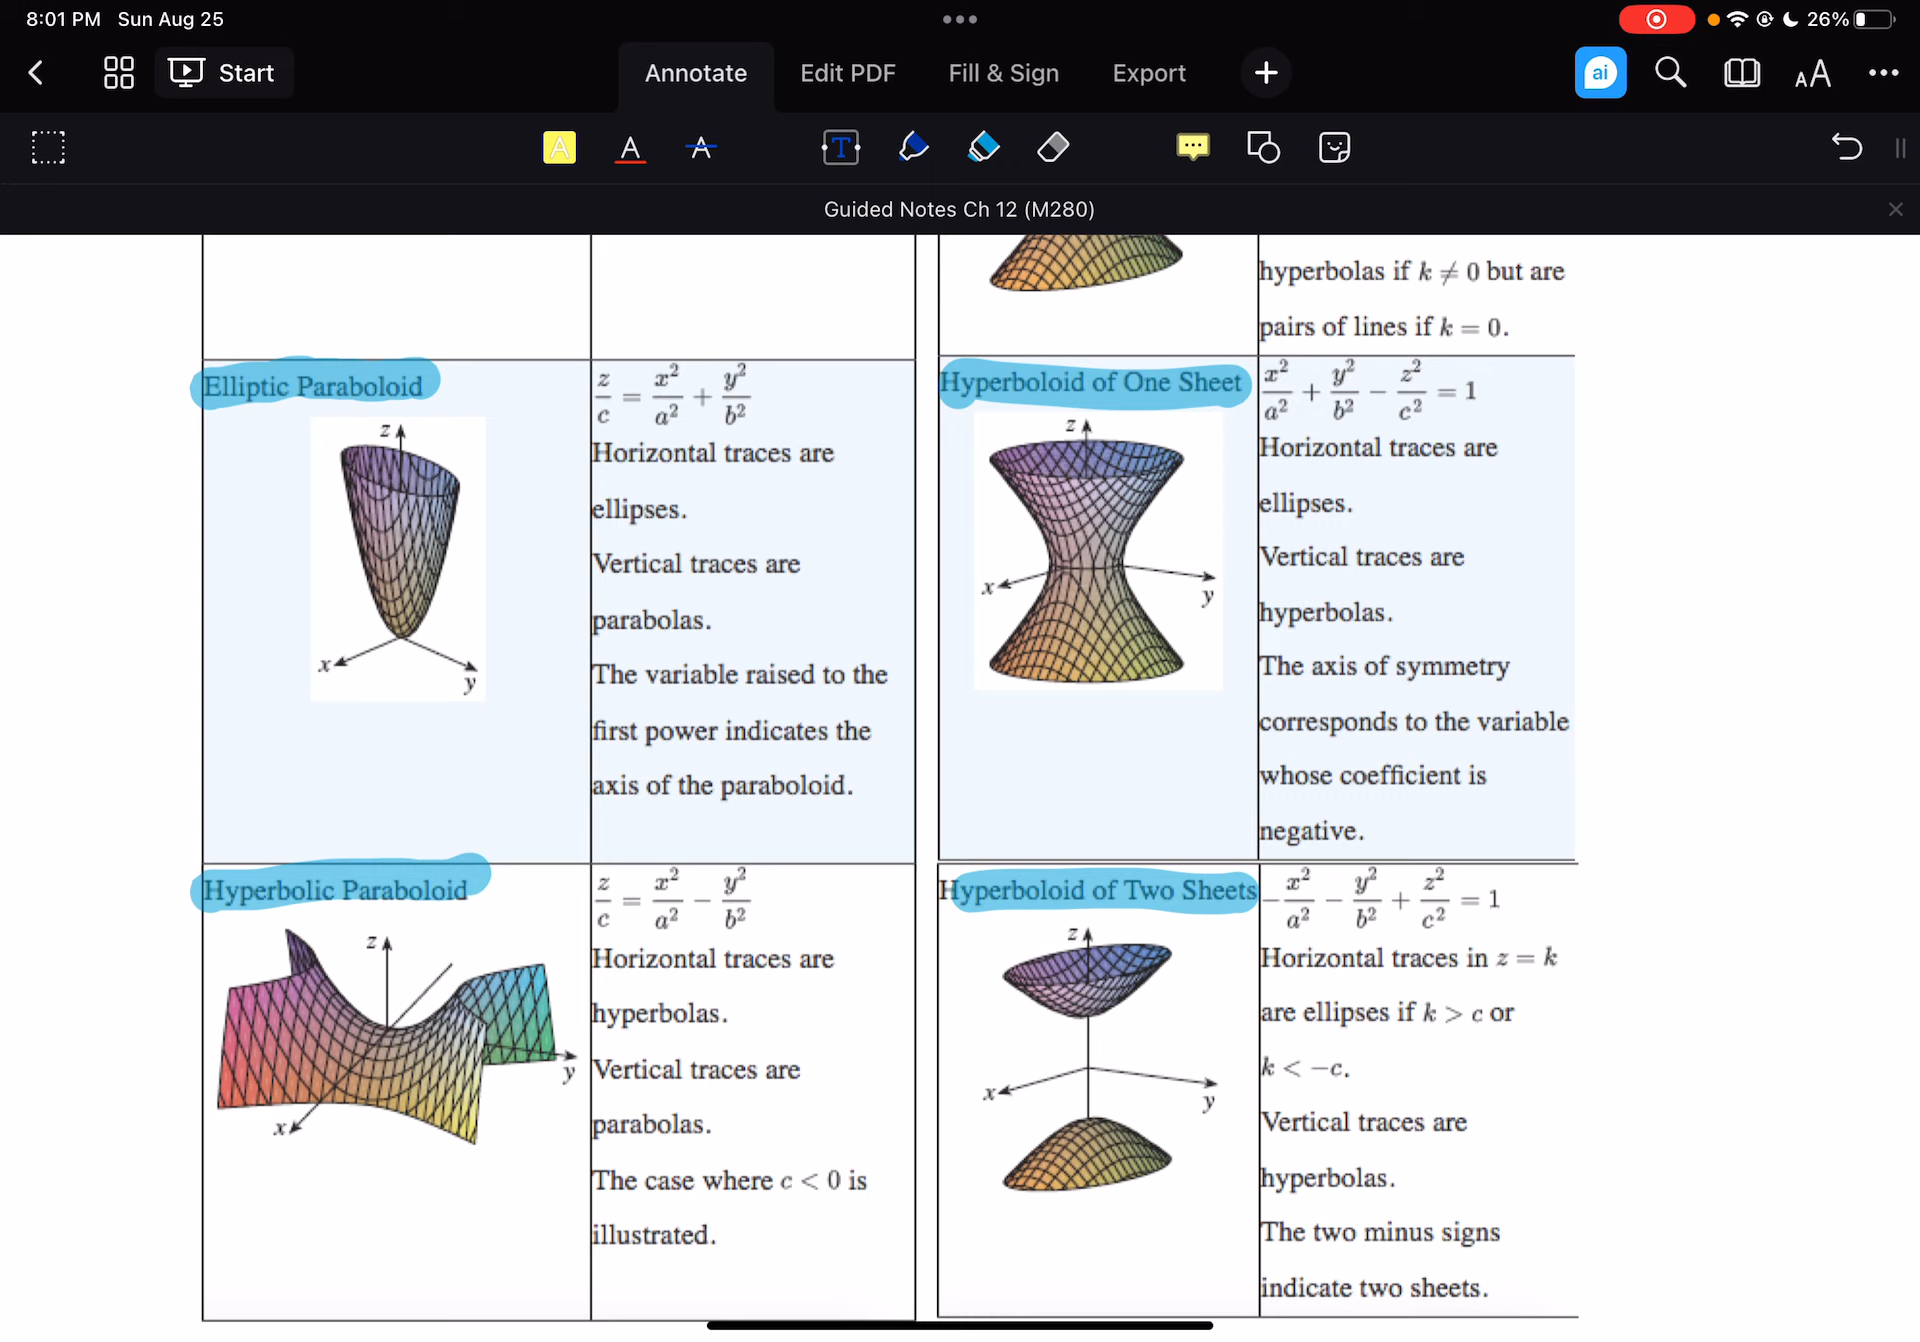 8:01 PM Sun Aug 25
26%
Start
Annotate
Edit PDF
Fill & Sign
Export
ai
AA
A
A
A
T
Guided Notes Ch 12 (M280)
hyperbolas if k ≠ 0 but are
pairs of lines if k = 0.
Elliptic Paraboloid
z/c = x²/a² + y²/b²
Horizontal traces are
ellipses.
Vertical traces are
parabolas.
The variable raised to the
first power indicates the
axis of the paraboloid.
z
x
y
Hyperboloid of One Sheet
x²/a² + y²/b² − z²/c² = 1
Horizontal traces are
ellipses.
Vertical traces are
hyperbolas.
The axis of symmetry
corresponds to the variable
whose coefficient is
negative.
z
x
y
Hyperbolic Paraboloid
z/c = x²/a² − y²/b²
Horizontal traces are
hyperbolas.
Vertical traces are
parabolas.
The case where c < 0 is
illustrated.
z
y
x
Hyperboloid of Two Sheets
−x²/a² − y²/b² + z²/c² = 1
Horizontal traces in z = k
are ellipses if k > c or
k < −c.
Vertical traces are
hyperbolas.
The two minus signs
indicate two sheets.
z
x
y